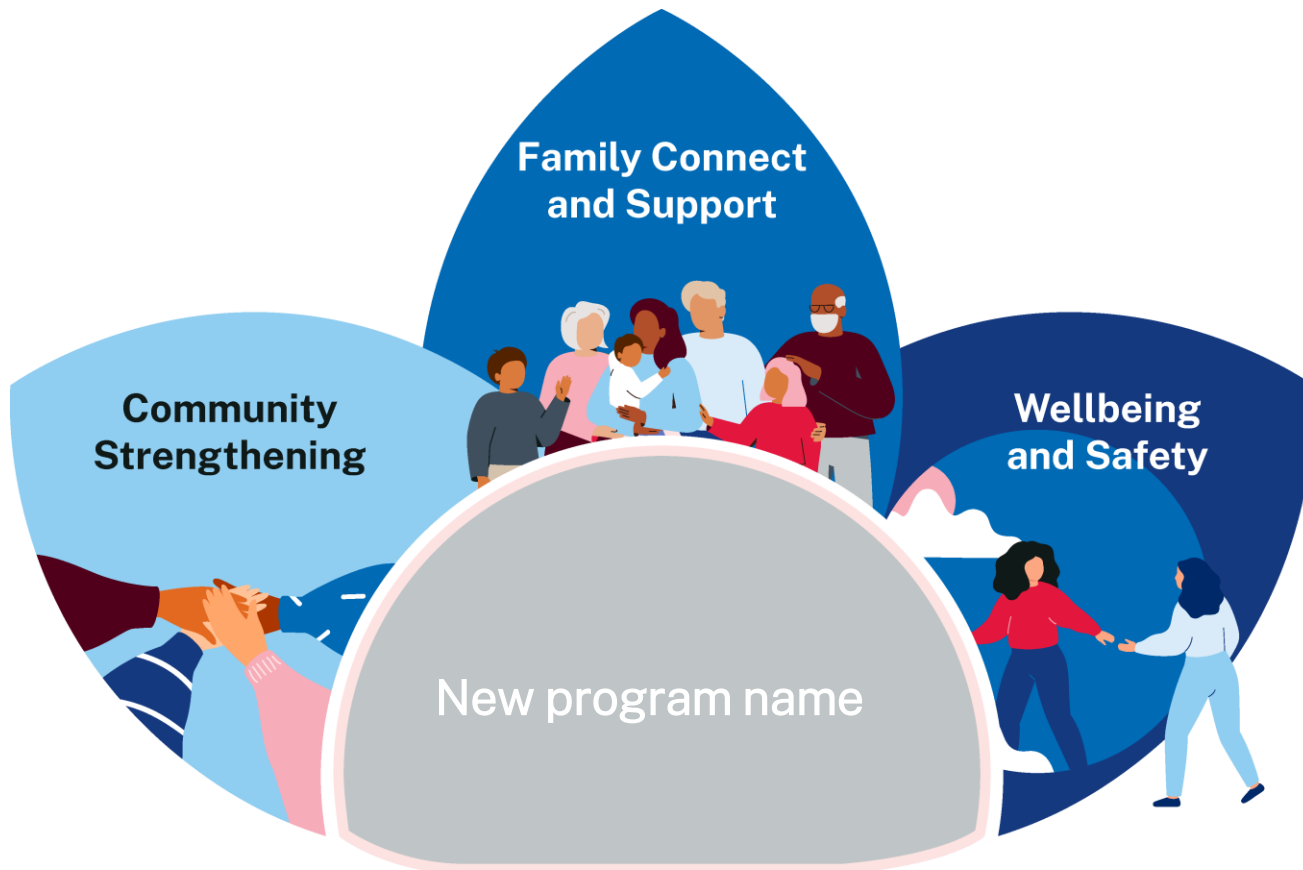 Family Connect
and Support
Community
Strengthening
Wellbeing
and Safety
New program name